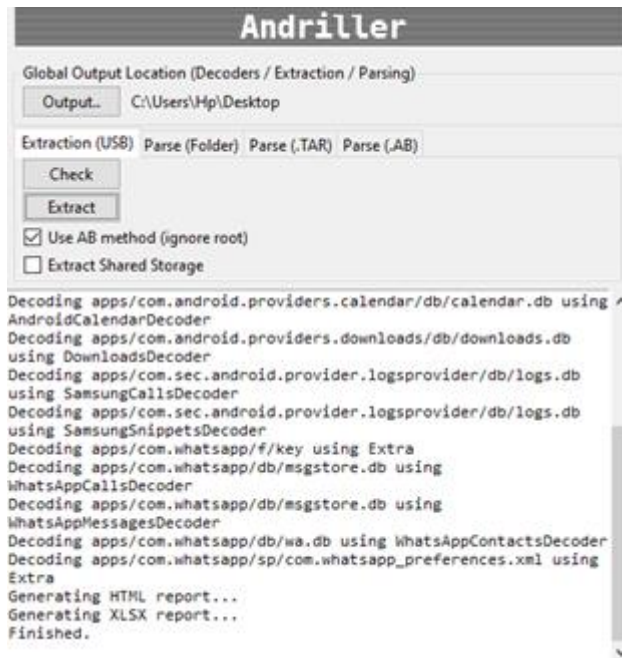 Andriller
Global Output Location (Decoders / Extraction / Parsing)
Output.. C:\Users\Hp\Desktop
Extraction (USB) Parse (Folder) Parse (.TAR) Parse (.AB)
Check
Extract
Use AB method (ignore root)
Extract Shared Storage
Decoding apps/com.android.providers.calendar/db/calendar.db using
AndroidCalendarDecoder
Decoding apps/com.android.providers.downloads/db/downloads.db
using DownloadsDecoder
Decoding apps/com.sec.android.provider.logsprovider/db/logs.db
using SamsungCallsDecoder
Decoding apps/com.sec.android.provider.logsprovider/db/logs.db
using SamsungSnippetsDecoder
Decoding apps/com.whatsapp/f/key using Extra
Decoding apps/com.whatsapp/db/msgstore.db using
WhatsAppCallsDecoder
Decoding apps/com.whatsapp/db/msgstore.db using
WhatsAppMessagesDecoder
Decoding apps/com.whatsapp/db/wa.db using WhatsAppContactsDecoder
Decoding apps/com.whatsapp/sp/com.whatsapp_preferences.xml using
Extra
Generating HTML report...
Generating XLSX report...
Finished.